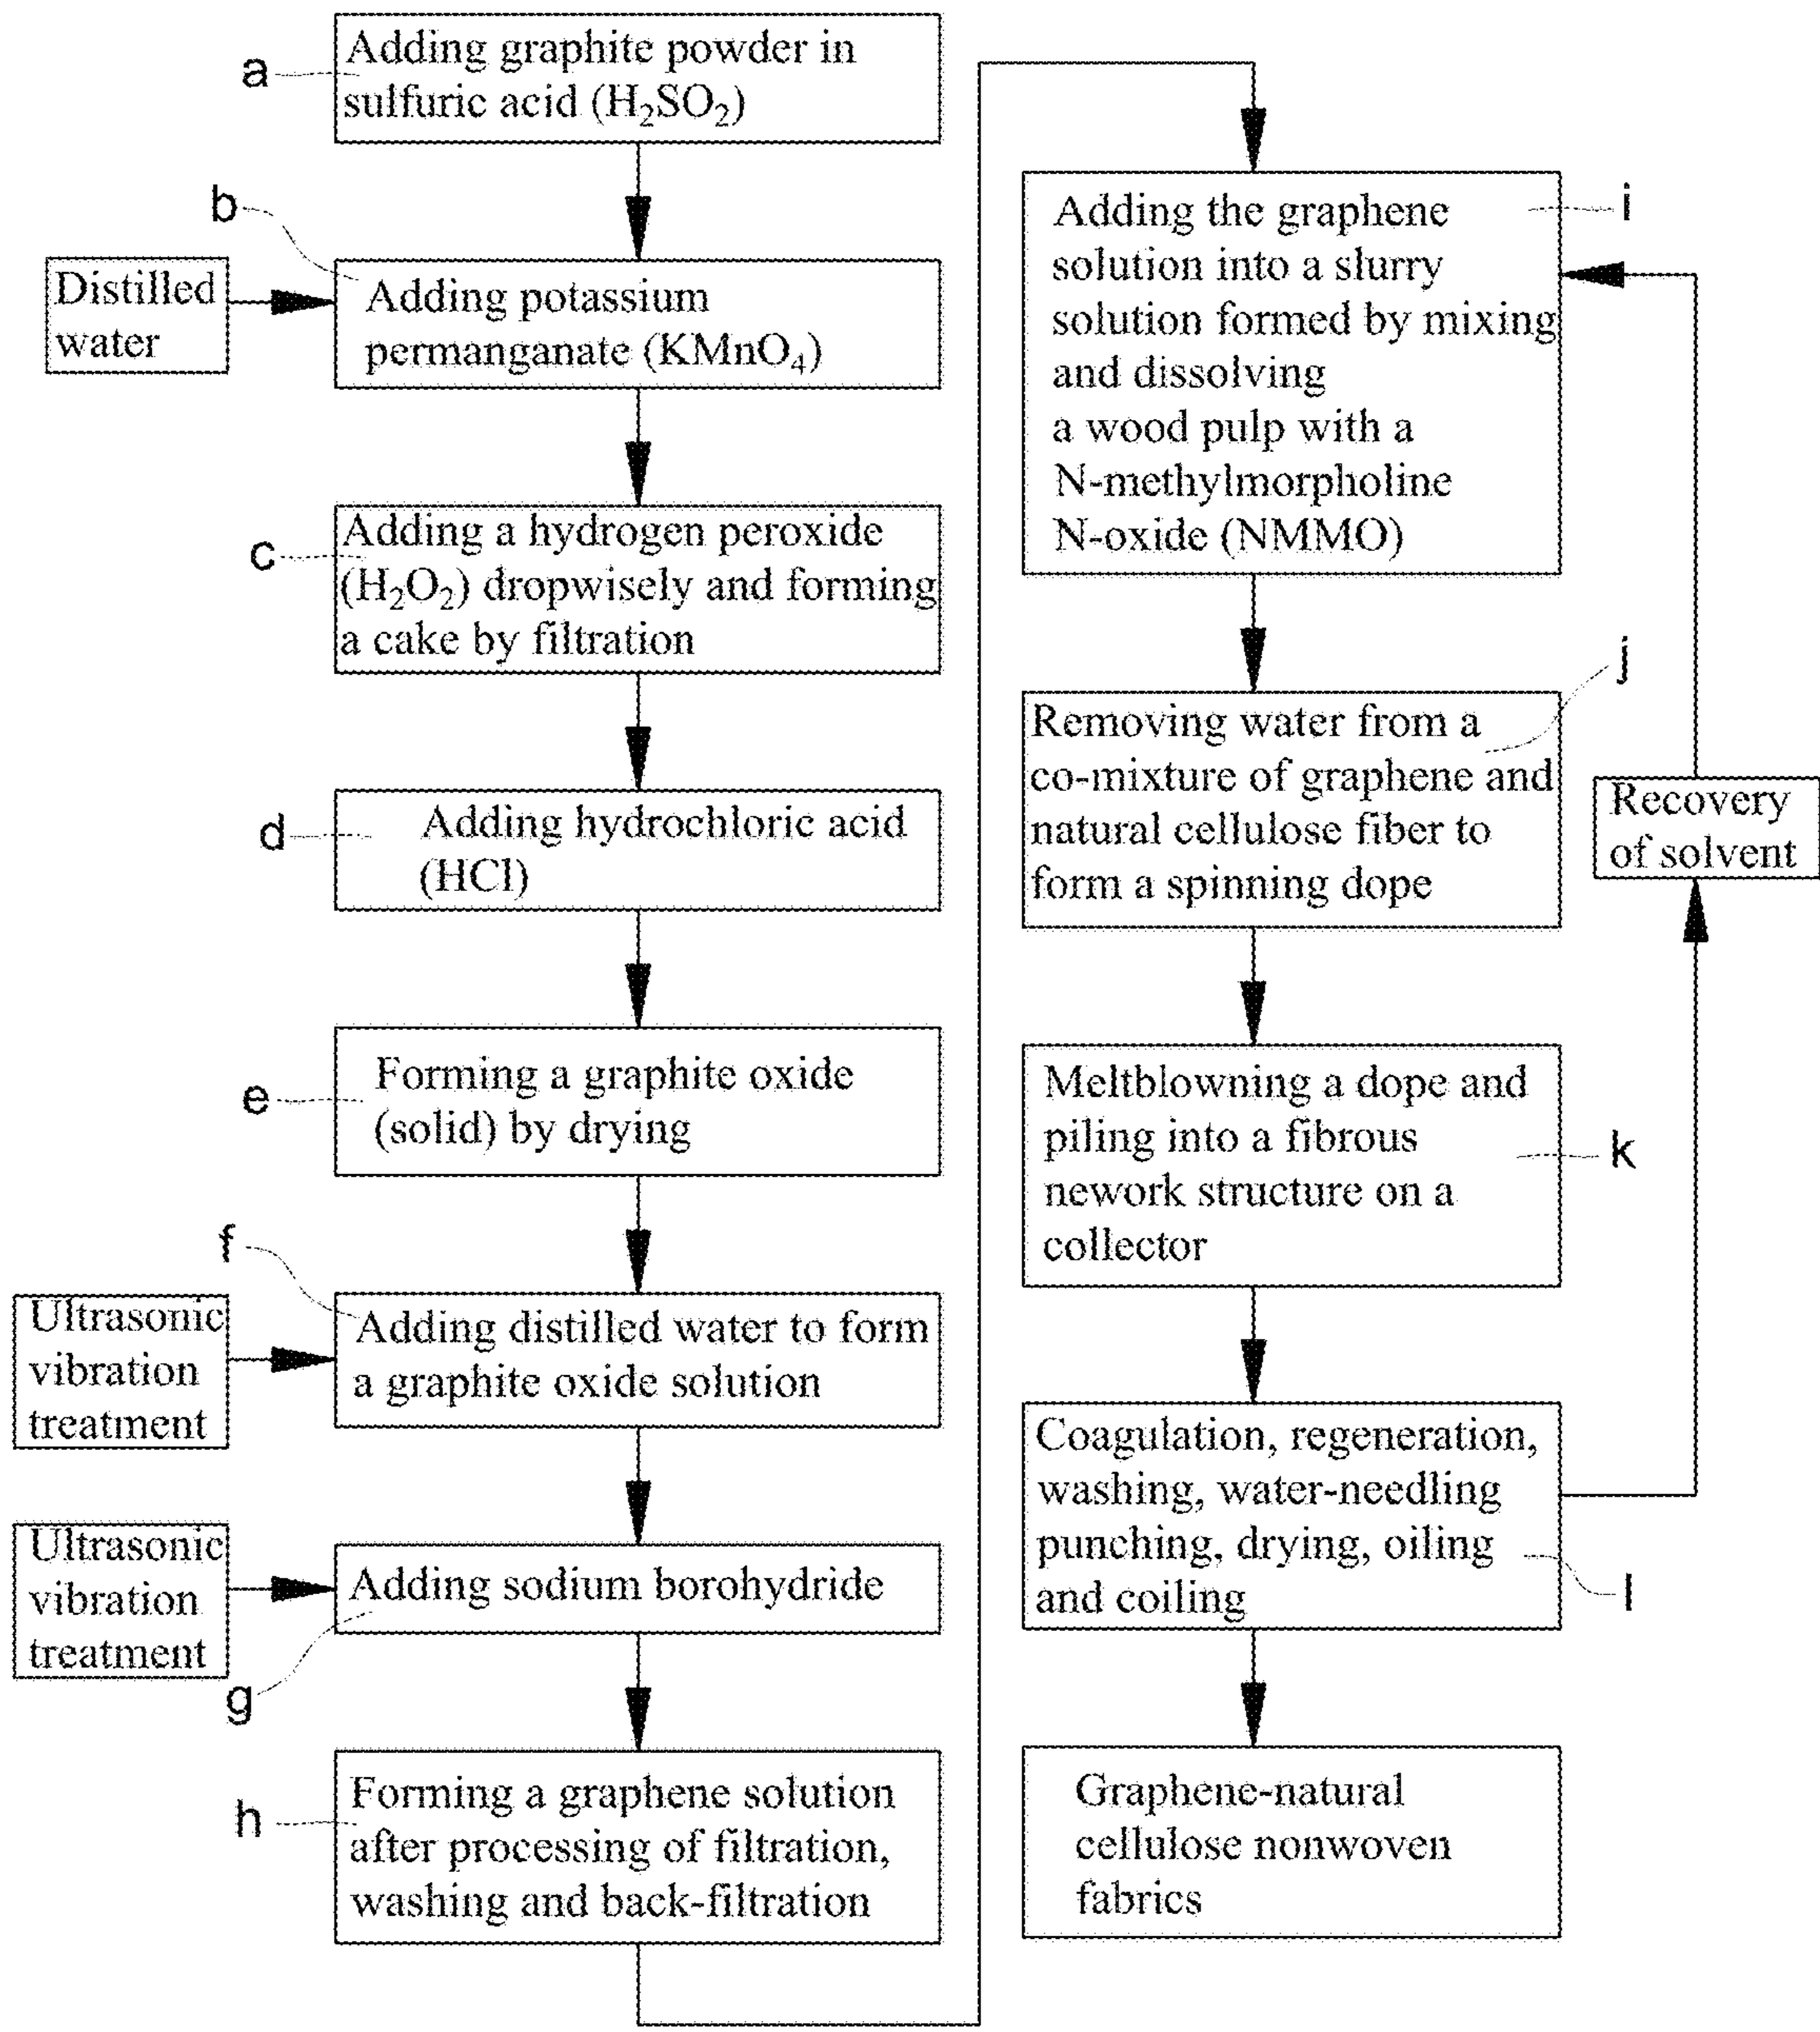 a
Adding graphite powder in
sulfuric acid (H₂SO₂)
b
Distilled
water
Adding potassium
permanganate (KMnO₄)
c
Adding a hydrogen peroxide
(H₂O₂) dropwisely and forming
a cake by filtration
d
Adding hydrochloric acid
(HCl)
e
Forming a graphite oxide
(solid) by drying
f
Ultrasonic
vibration
treatment
Adding distilled water to form
a graphite oxide solution
Ultrasonic
vibration
treatment
Adding sodium borohydride
g
h
Forming a graphene solution
after processing of filtration,
washing and back-filtration
Adding the graphene
solution into a slurry
solution formed by mixing
and dissolving
a wood pulp with a
N-methylmorpholine
N-oxide (NMMO)
i
j
Removing water from a
co-mixture of graphene and
natural cellulose fiber to
form a spinning dope
Recovery
of solvent
Meltblowning a dope and
piling into a fibrous
nework structure on a
collector
k
Coagulation, regeneration,
washing, water-needling
punching, drying, oiling
and coiling
l
Graphene-natural
cellulose nonwoven
fabrics